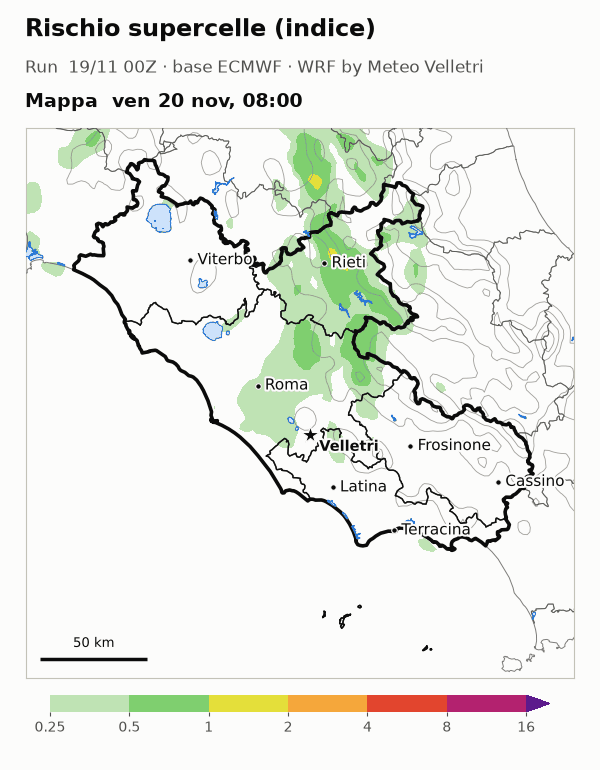 Rischio supercelle (indice)
Run  19/11 00Z · base ECMWF · WRF by Meteo Velletri
Mappa  ven 20 nov, 08:00
Viterbo
Rieti
Roma
Velletri
Frosinone
Latina
Cassino
Terracina
50 km
0.25 0.5 1 2 4 8 16